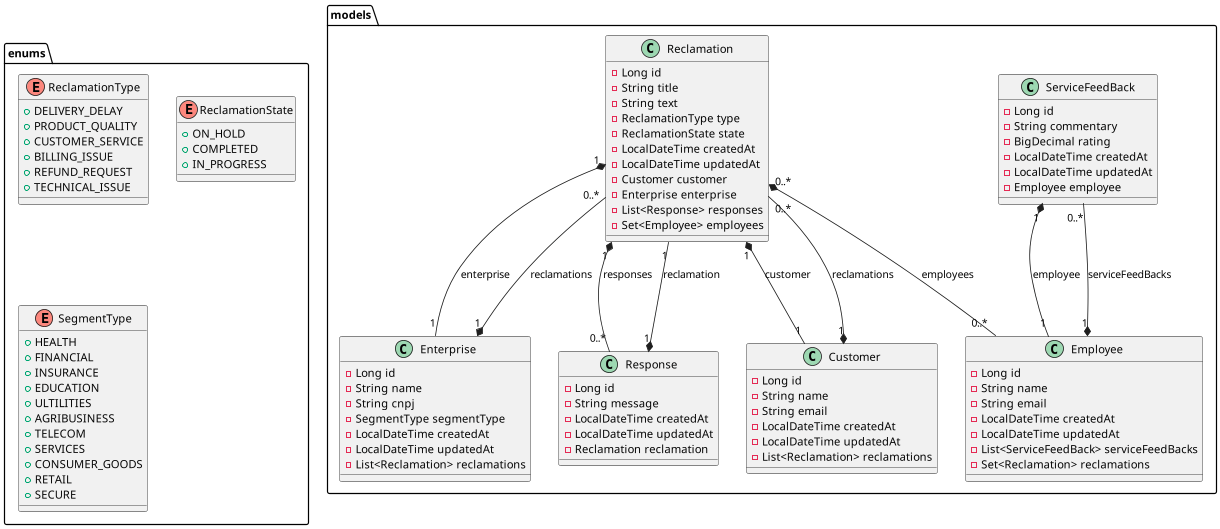 enums
ReclamationType
DELIVERY_DELAY
PRODUCT_QUALITY
CUSTOMER_SERVICE
BILLING_ISSUE
REFUND_REQUEST
TECHNICAL_ISSUE
ReclamationState
ON_HOLD
COMPLETED
IN_PROGRESS
SegmentType
HEALTH
FINANCIAL
INSURANCE
EDUCATION
ULTILITIES
AGRIBUSINESS
TELECOM
SERVICES
CONSUMER_GOODS
RETAIL
SECURE
models
Reclamation
Long id
String title
String text
ReclamationType type
ReclamationState state
LocalDateTime createdAt
LocalDateTime updatedAt
Customer customer
Enterprise enterprise
List<Response> responses
Set<Employee> employees
ServiceFeedBack
Long id
String commentary
BigDecimal rating
LocalDateTime createdAt
LocalDateTime updatedAt
Employee employee
1
0..*
0..*
0..*
1
1
1
1
0..*
enterprise
reclamations
responses
reclamation
customer
reclamations
employees
employee
serviceFeedBacks
1
1
0..*
1
1
1
0..*
1
1
Enterprise
Long id
String name
String cnpj
SegmentType segmentType
LocalDateTime createdAt
LocalDateTime updatedAt
List<Reclamation> reclamations
Response
Long id
String message
LocalDateTime createdAt
LocalDateTime updatedAt
Reclamation reclamation
Customer
Long id
String name
String email
LocalDateTime createdAt
LocalDateTime updatedAt
List<Reclamation> reclamations
Employee
Long id
String name
String email
LocalDateTime createdAt
LocalDateTime updatedAt
List<ServiceFeedBack> serviceFeedBacks
Set<Reclamation> reclamations